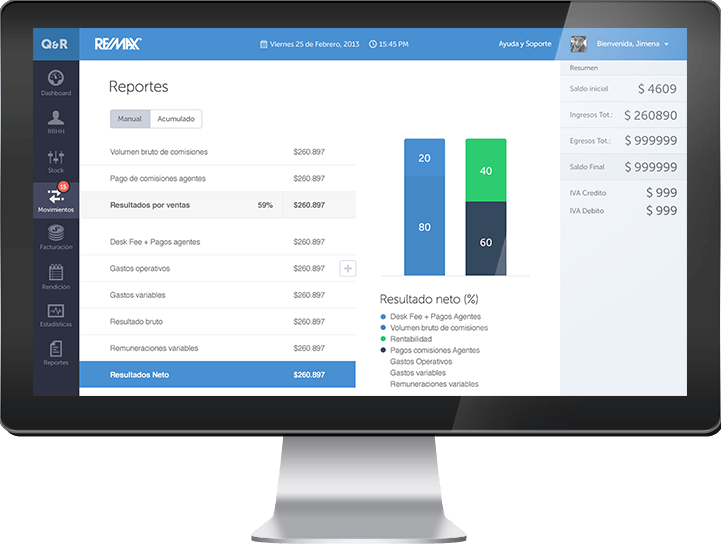 Q&R
RE/MAX
Viernes 25 de Febrero, 2013
15:45 PM
Ayuda y Soporte
Bienvenida, Jimena
Dashboard
RRHH
Stock
15
Movimientos
Facturación
Rendición
Estadísticas
Reportes
Reportes
Manual
Acumulado
Volumen bruto de comisiones $260.897
Pago de comisiones agentes $260.897
Resultados por ventas 59% $260.897
Desk Fee + Pagos agentes $260.897
Gastos operativos $260.897 +
Gastos variables $260.897
Resultado bruto $260.897
Remuneraciones variables $260.897
Resultados Neto $260.897
20
80
40
60
Resultado neto (%)
Desk Fee + Pagos Agentes
Volumen bruto de comisiones
Rentabilidad
Pagos comisiones Agentes
Gastos Operativos
Gastos variables
Remuneraciones variables
Resumen
Saldo inicial $ 4609
Ingresos Tot.: $ 260890
Egresos Tot.: $ 999999
Saldo Final $ 999999
IVA Credito $ 999
IVA Debito $ 999